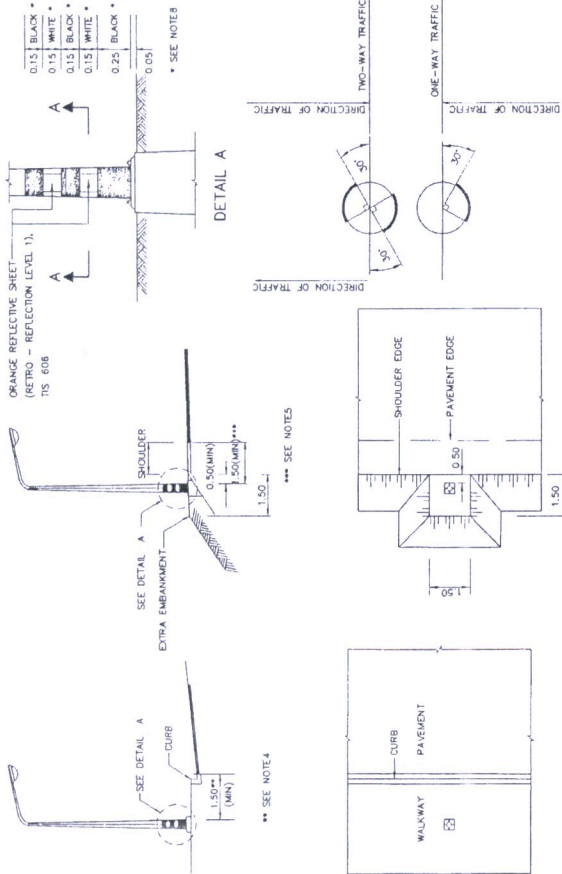 ORANGE REFLECTIVE SHEET
(RETRO - REFLECTION LEVEL 1),
TIS 606
A
A
0.15 BLACK *
0.15 WHITE *
0.15 BLACK *
0.15 WHITE *
0.25 BLACK *
0.05
* SEE NOTE8
DETAIL A
SEE DETAIL A
EXTRA EMBANKMENT
SHOULDER
0.50(MIN)
1.50(MIN)***
1.50
*** SEE NOTE5
SEE DETAIL A
CURB
1.50**
(MIN)
** SEE NOTE4
DIRECTION OF TRAFFIC
30°
30°
DIRECTION OF TRAFFIC
TWO-WAY TRAFFIC
30°
DIRECTION OF TRAFFIC
ONE-WAY TRAFFIC
SHOULDER EDGE
PAVEMENT EDGE
0.50
1.50
1.50
WALKWAY
CURB
PAVEMENT